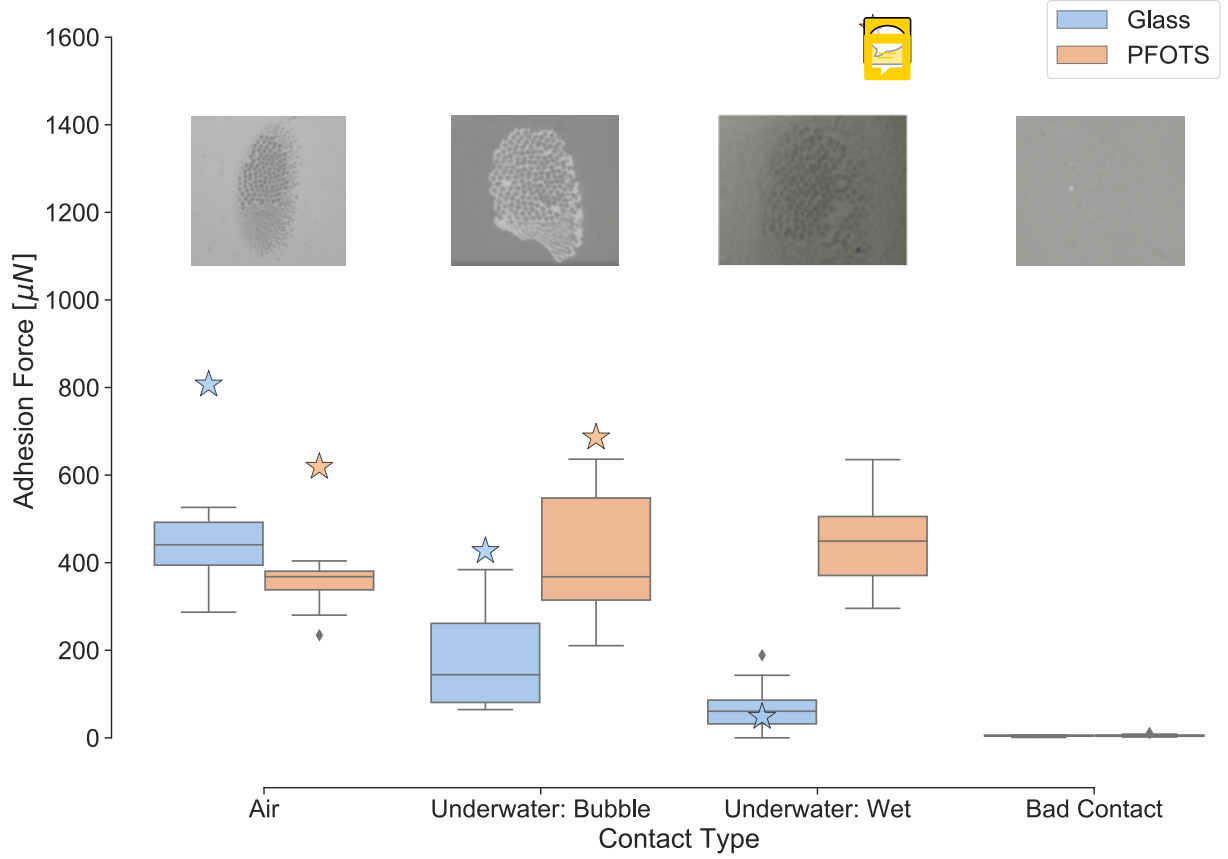 Glass
PFOTS
1600
1400
1200
1000
800
600
400
200
0
Adhesion Force [μN]
Air
Underwater: Bubble
Underwater: Wet
Bad Contact
Contact Type